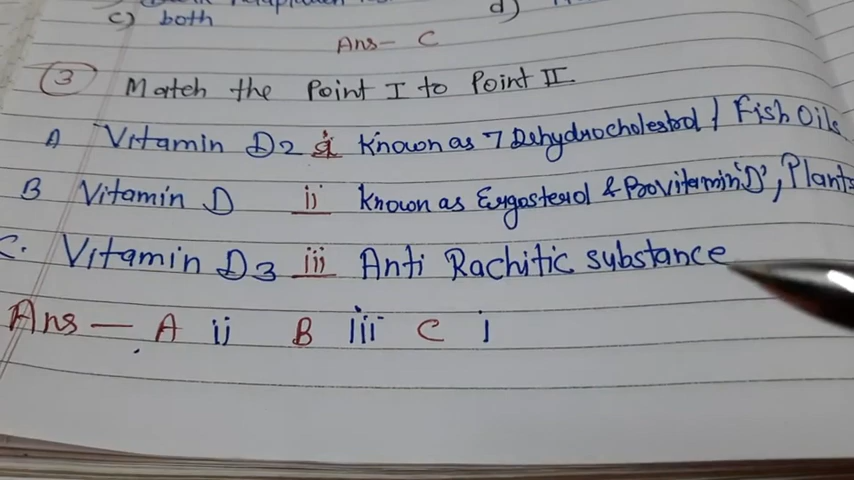 c) both d)
Ans- C
3 Match the Point I to Point II
A Vitamin D2 i Known as 7 Dehydrocholestrol / Fish Oils
B Vitamin D ii Known as Ergosterol & Provitamin 'D', Plants
C. Vitamin D3 iii Anti Rachitic substance
Ans — A ii B iii C i